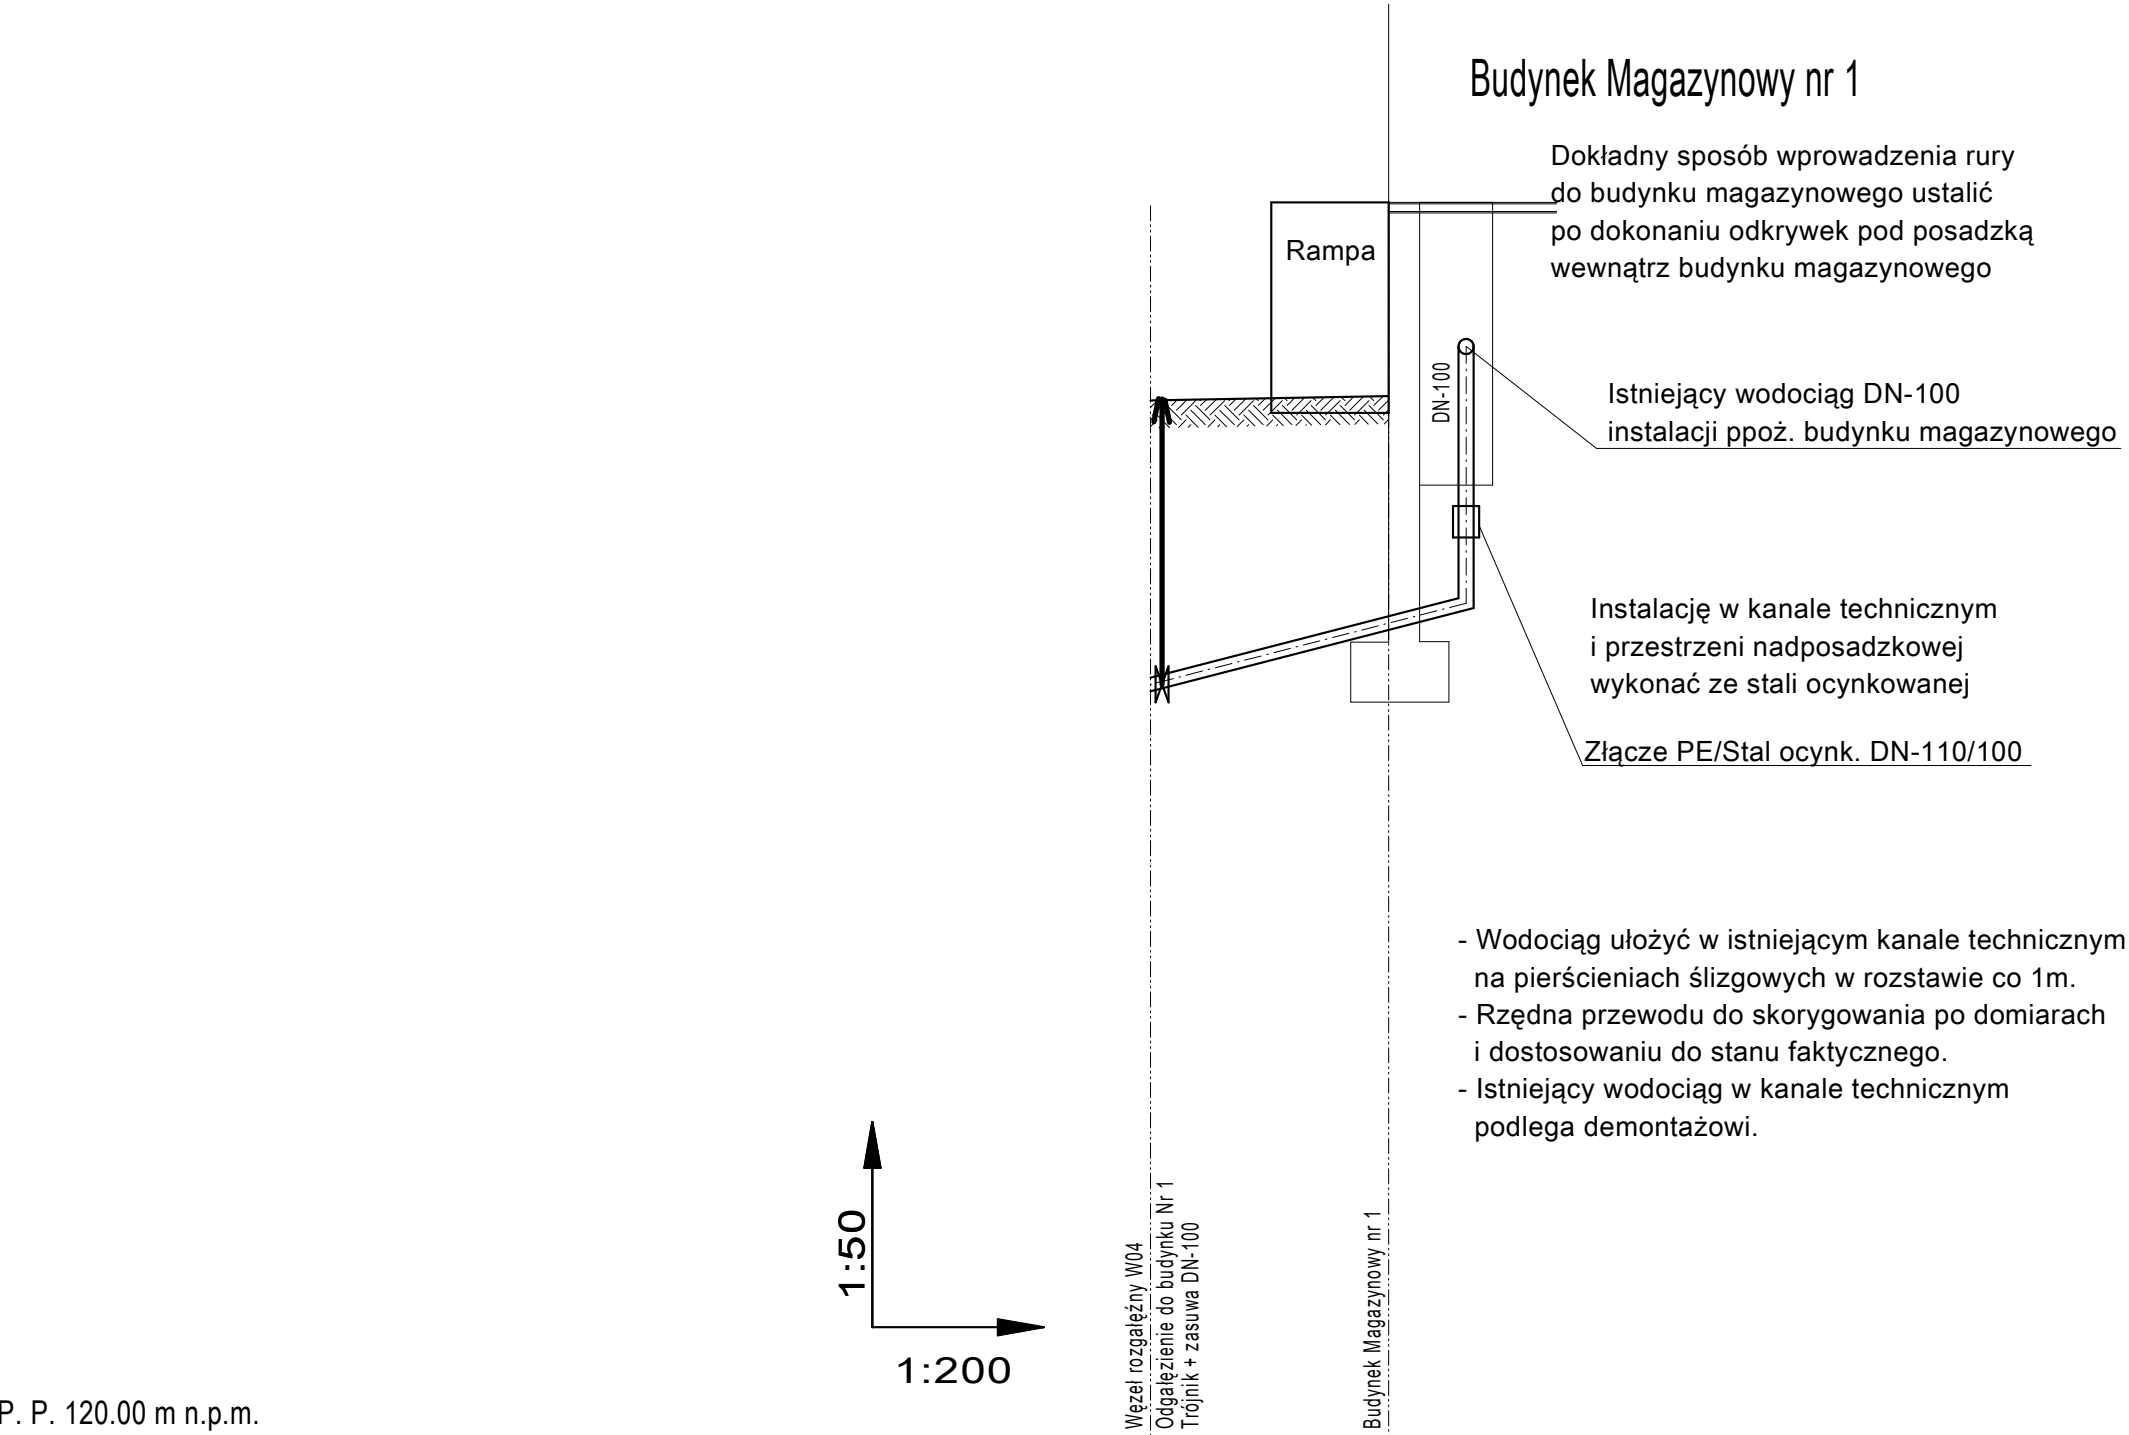 Budynek Magazynowy nr 1
Dokładny sposób wprowadzenia rury
do budynku magazynowego ustalić
po dokonaniu odkrywek pod posadzką
wewnątrz budynku magazynowego
Rampa
DN-100
Istniejący wodociąg DN-100
instalacji ppoż. budynku magazynowego
Instalację w kanale technicznym
i przestrzeni nadposadzkowej
wykonać ze stali ocynkowanej
Złącze PE/Stal ocynk. DN-110/100
- Wodociąg ułożyć w istniejącym kanale technicznym
na pierścieniach ślizgowych w rozstawie co 1m.
- Rzędna przewodu do skorygowania po domiarach
i dostosowaniu do stanu faktycznego.
- Istniejący wodociąg w kanale technicznym
podlega demontażowi.
1:50
1:200
Węzeł rozgałęźny W04
Odgałęzienie do budynku Nr 1
Trójnik + zasuwa DN-100
Budynek Magazynowy nr 1
P. P. 120.00 m n.p.m.